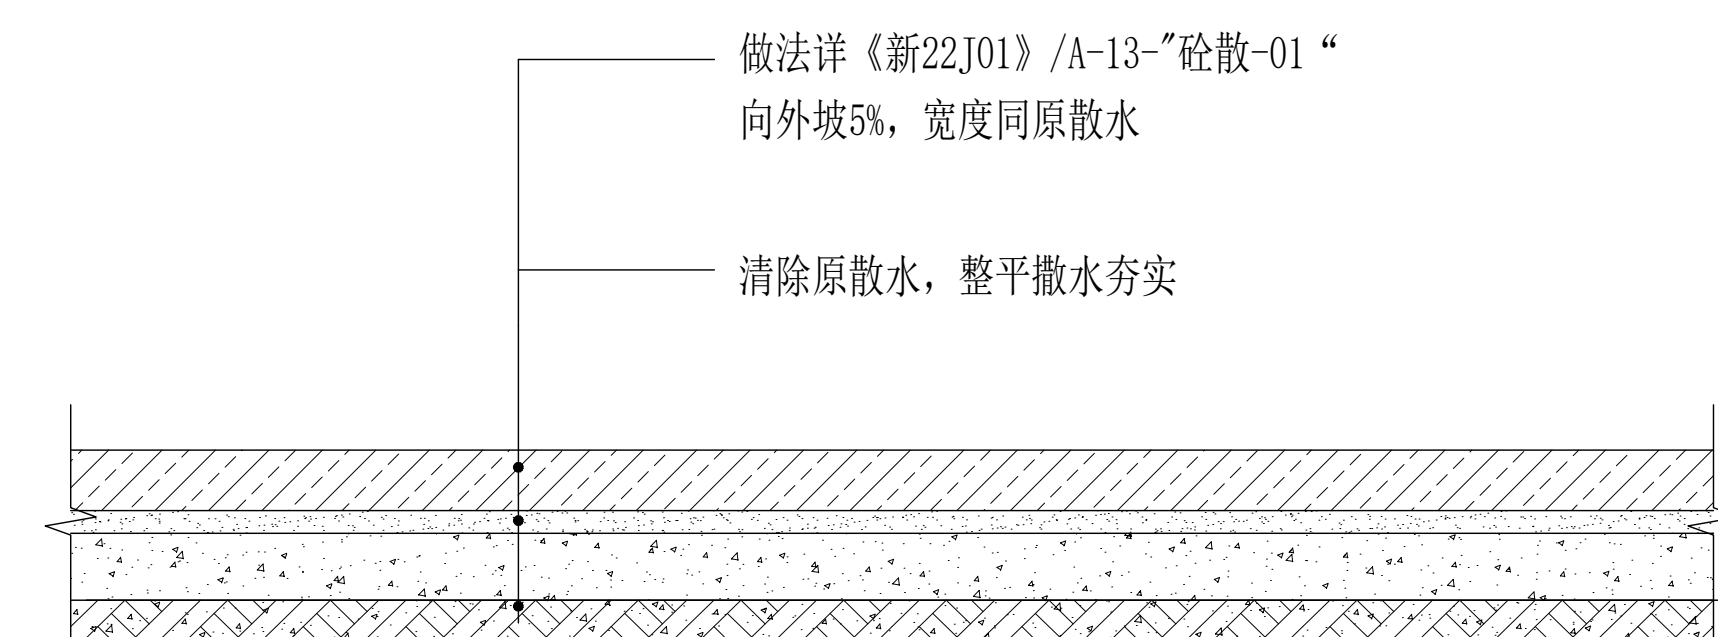 做法详《新22J01》/A-13-"砼散-01“
向外坡5%，宽度同原散水
清除原散水，整平撒水夯实